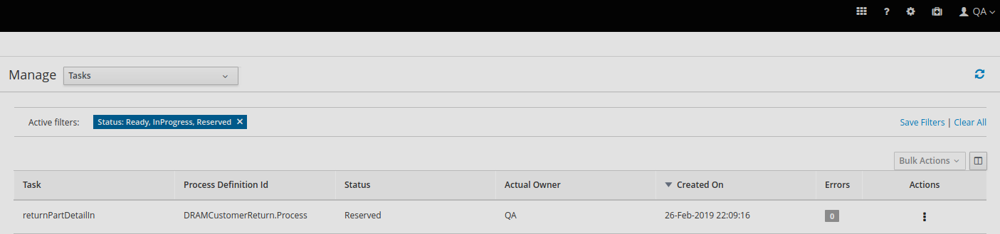 ? QA
Manage Tasks
Active filters: Status: Ready, InProgress, Reserved × Save Filters | Clear All
Bulk Actions
Task Process Definition Id Status Actual Owner Created On Errors Actions
returnPartDetailIn DRAMCustomerReturn.Process Reserved QA 26-Feb-2019 22:09:16 0